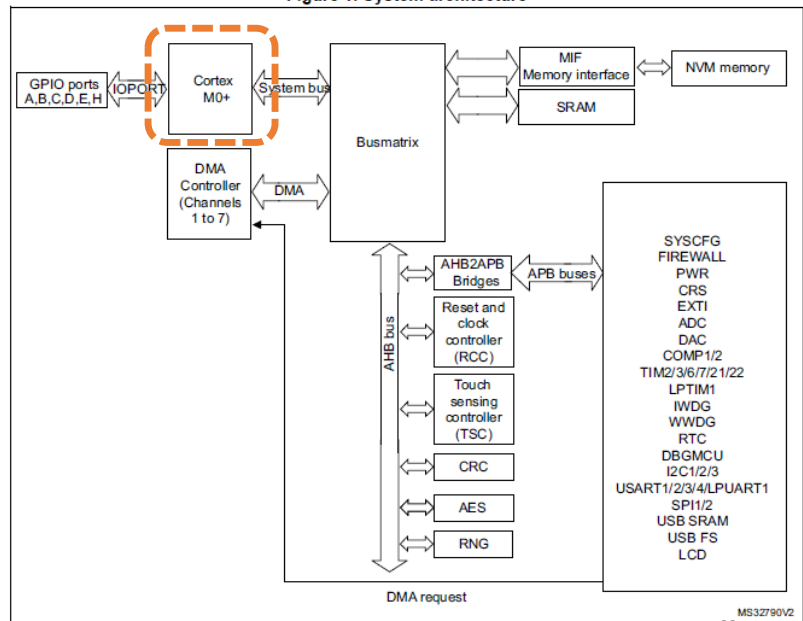 GPIO ports
A,B,C,D,E,H
IOPORT
Cortex
M0+
System bus
Busmatrix
MIF
Memory interface
NVM memory
SRAM
DMA
Controller
(Channels
1 to 7)
DMA
AHB bus
AHB2APB
Bridges
APB buses
Reset and
clock
controller
(RCC)
Touch
sensing
controller
(TSC)
CRC
AES
RNG
SYSCFG
FIREWALL
PWR
CRS
EXTI
ADC
DAC
COMP1/2
TIM2/3/6/7/21/22
LPTIM1
IWDG
WWDG
RTC
DBGMCU
I2C1/2/3
USART1/2/3/4/LPUART1
SPI1/2
USB SRAM
USB FS
LCD
DMA request
MS32790V2